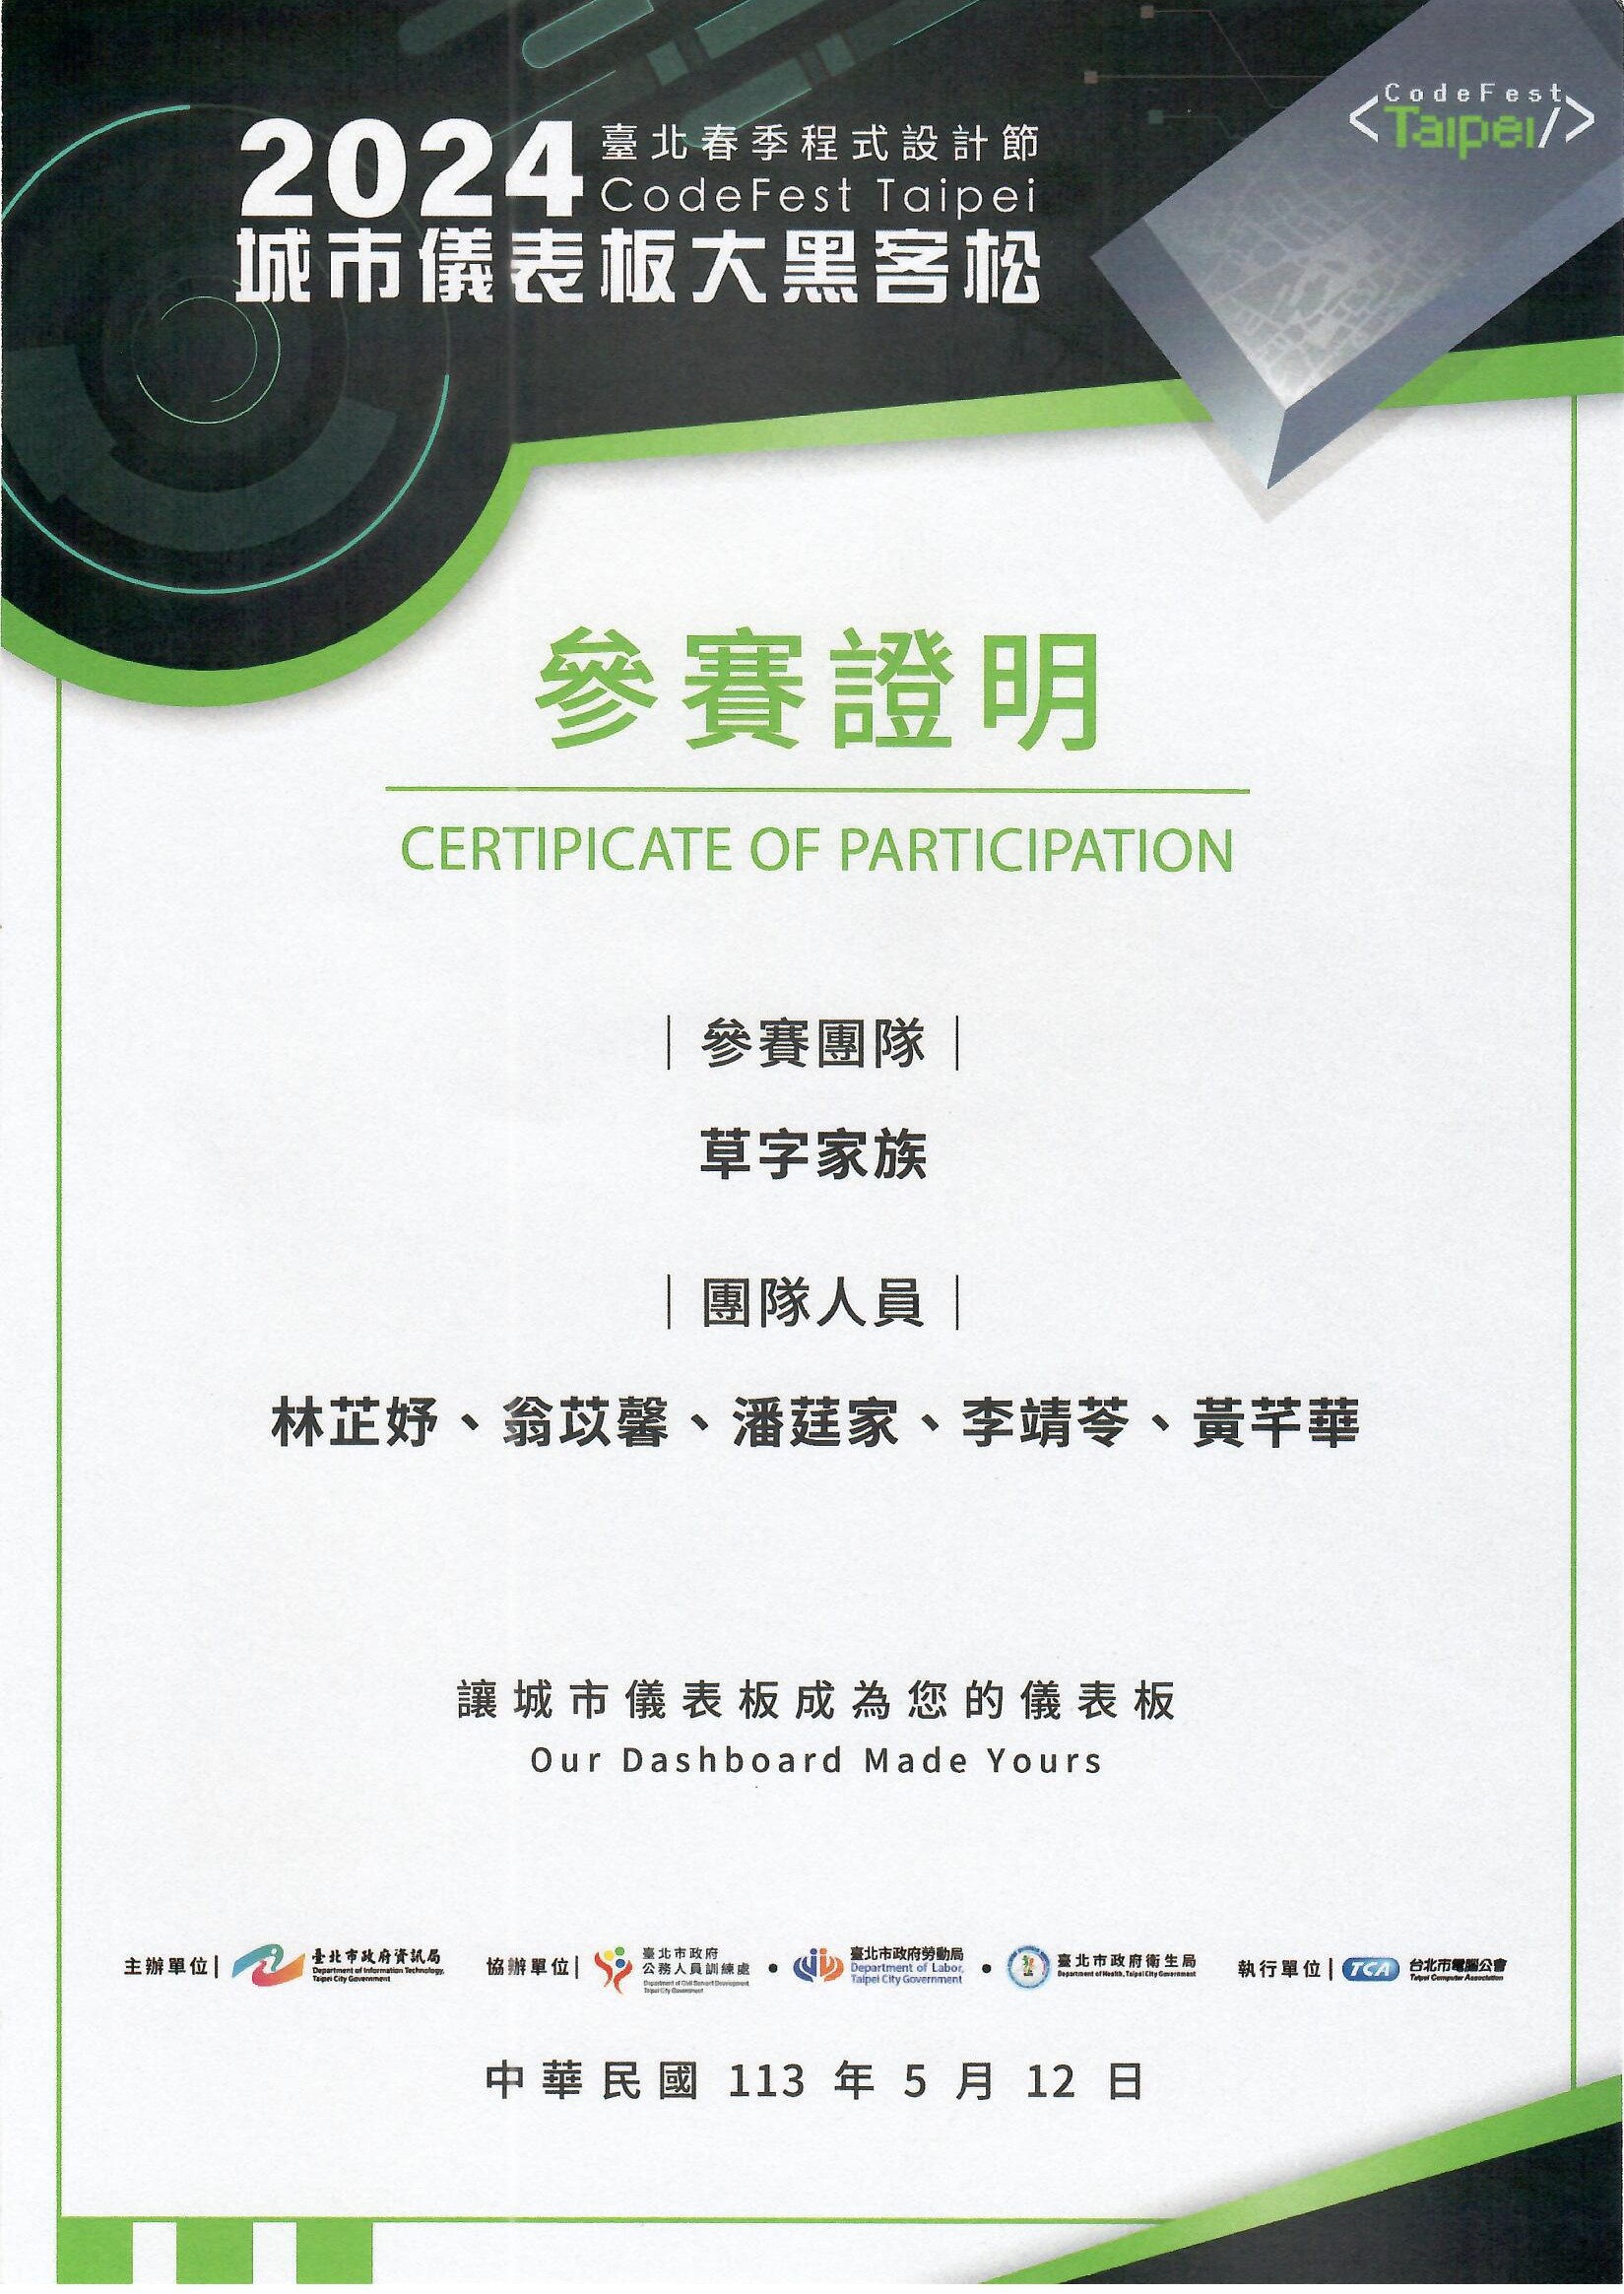 CodeFest
<Taipei/>
2024 臺北春季程式設計節
CodeFest Taipei
城市儀表板大黑客松
參賽證明
CERTIPICATE OF PARTICIPATION
｜參賽團隊｜
草字家族
｜團隊人員｜
林芷妤、翁苡馨、潘莛家、李靖苓、黃芊華
讓城市儀表板成為您的儀表板
Our Dashboard Made Yours
主辦單位｜
臺北市政府資訊局
Department of Information Technology,
Taipei City Government
協辦單位｜
臺北市政府
公務人員訓練處
Department of Civil Servant Development
Taipei City Government
臺北市政府勞動局
Department of Labor,
Taipei City Government
臺北市政府衛生局
Department of Health, Taipei City Government
執行單位｜
TCA
台北市電腦公會
Taipei Computer Association
中華民國 113 年 5 月 12 日